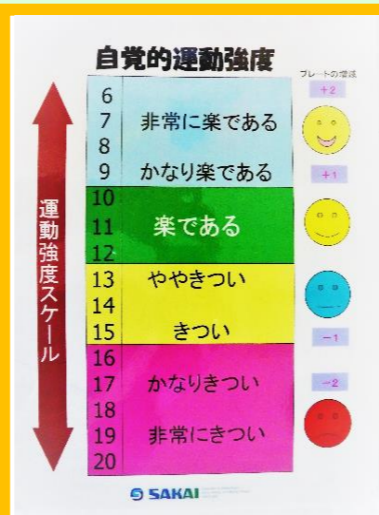 自覚的運動強度
プレートの増減
6
+2
7 非常に楽である
8
9 かなり楽である
+1
10
11 楽である
12
13 ややきつい
14
15 きつい
-1
16
17 かなりきつい
-2
18
19 非常にきつい
20
運動強度スケール
SAKAI